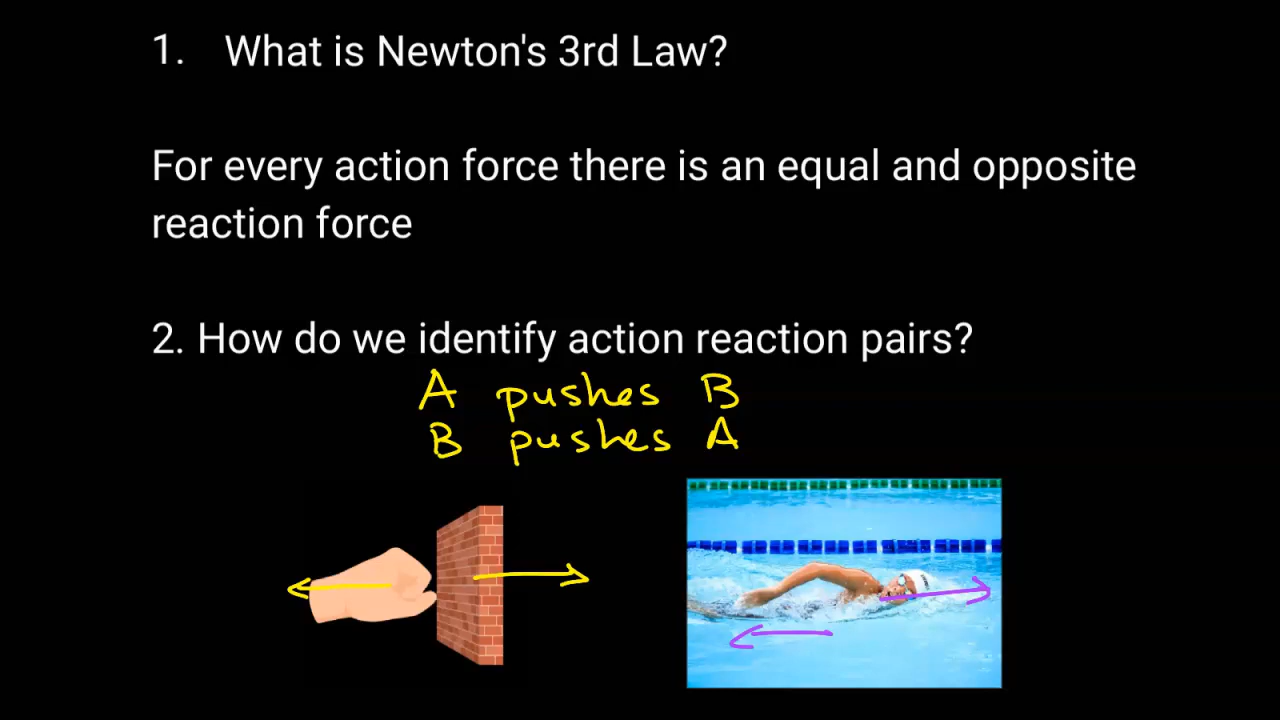 1. What is Newton's 3rd Law?
For every action force there is an equal and opposite
reaction force
2. How do we identify action reaction pairs?
A pushes B
B pushes A